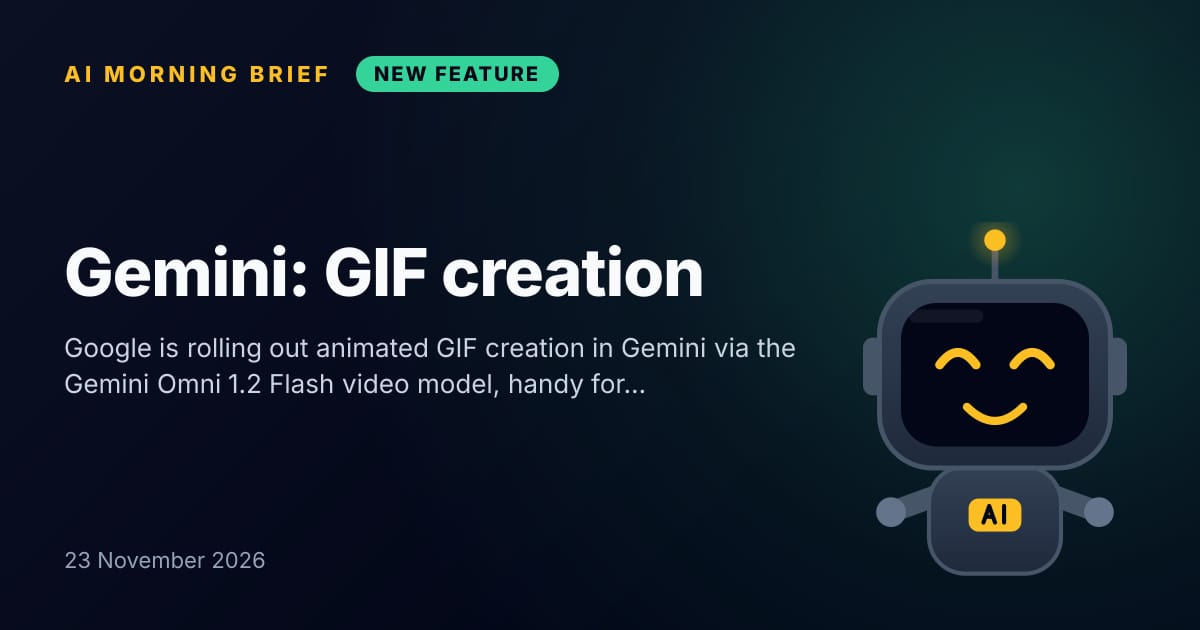 AI MORNING BRIEF
NEW FEATURE
Gemini: GIF creation
Google is rolling out animated GIF creation in Gemini via the
Gemini Omni 1.2 Flash video model, handy for...
AI
23 November 2026